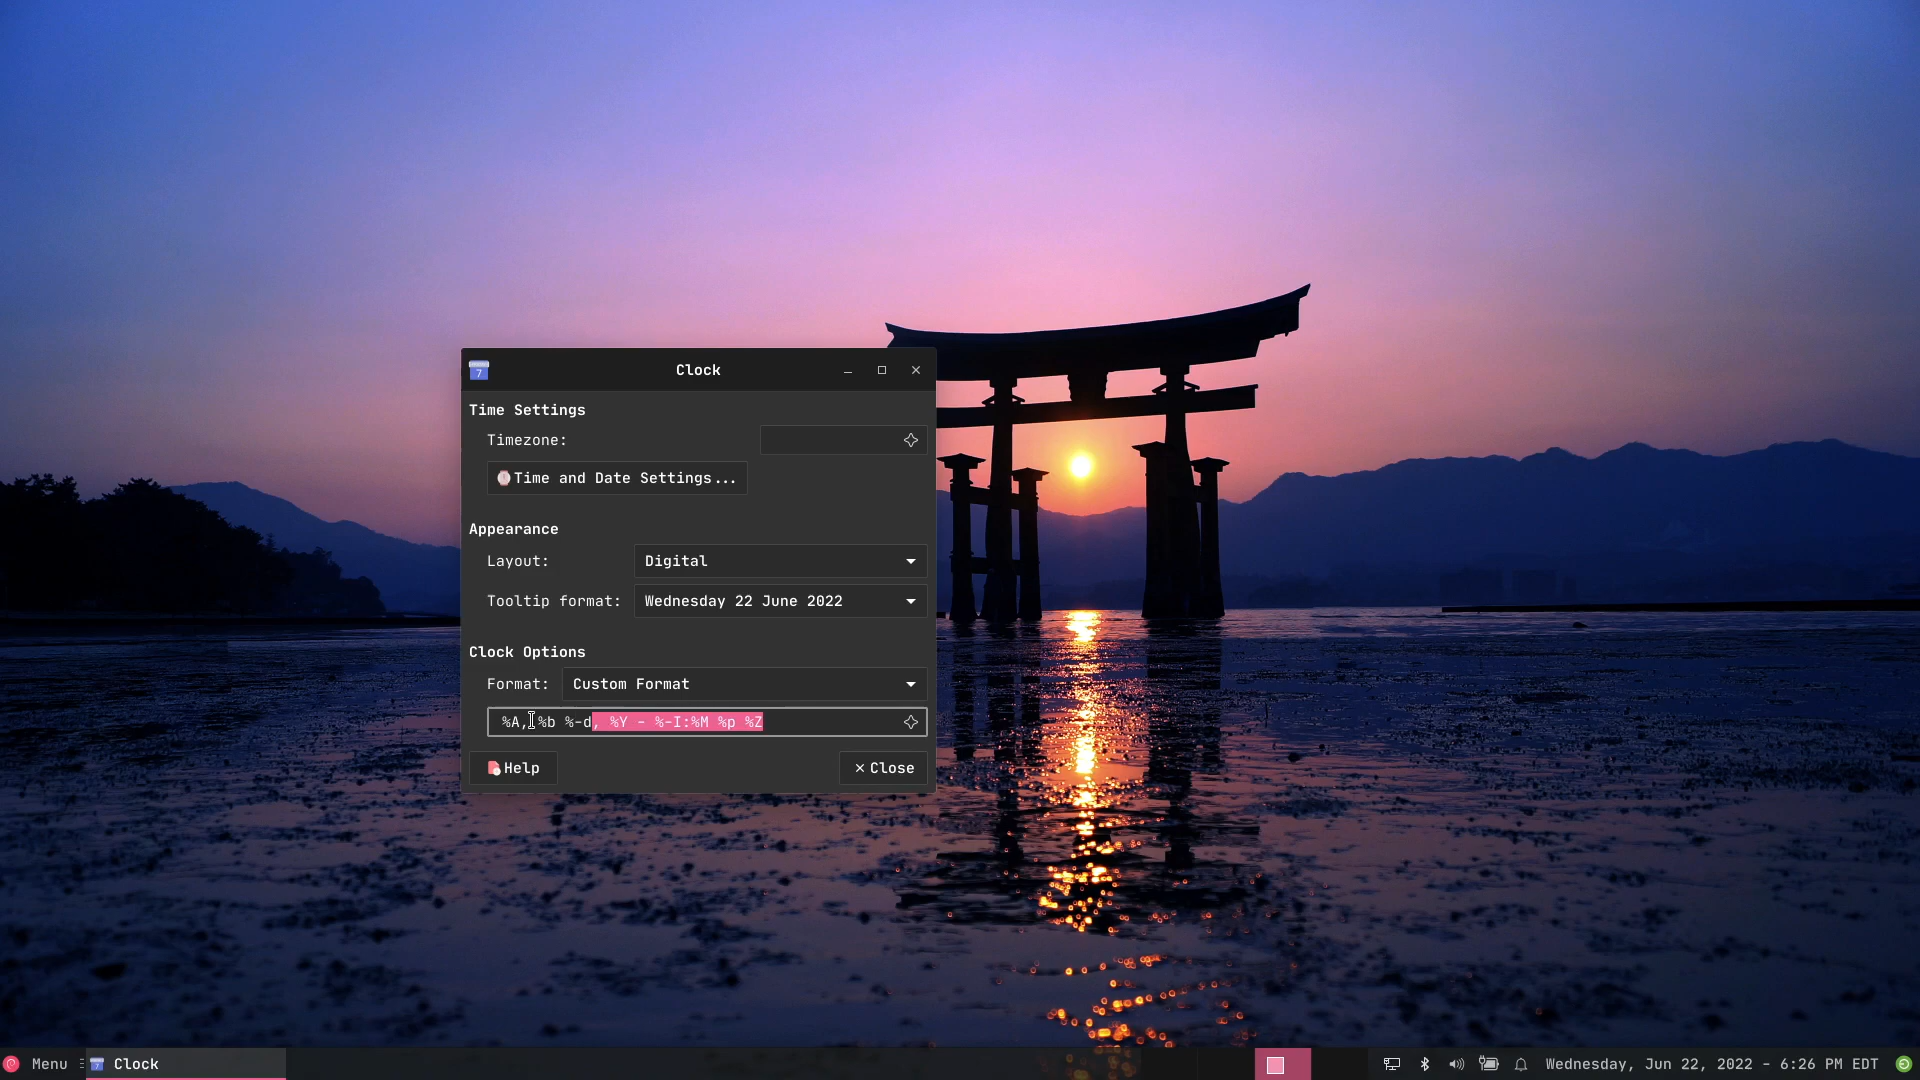 Clock
Time Settings
Timezone:
Time and Date Settings...
Appearance
Layout: Digital
Tooltip format: Wednesday 22 June 2022
Clock Options
Format: Custom Format
%A, %b %-d, %Y - %-I:%M %p %Z
Help
Close
Menu
7 Clock
Wednesday, Jun 22, 2022 - 6:26 PM EDT